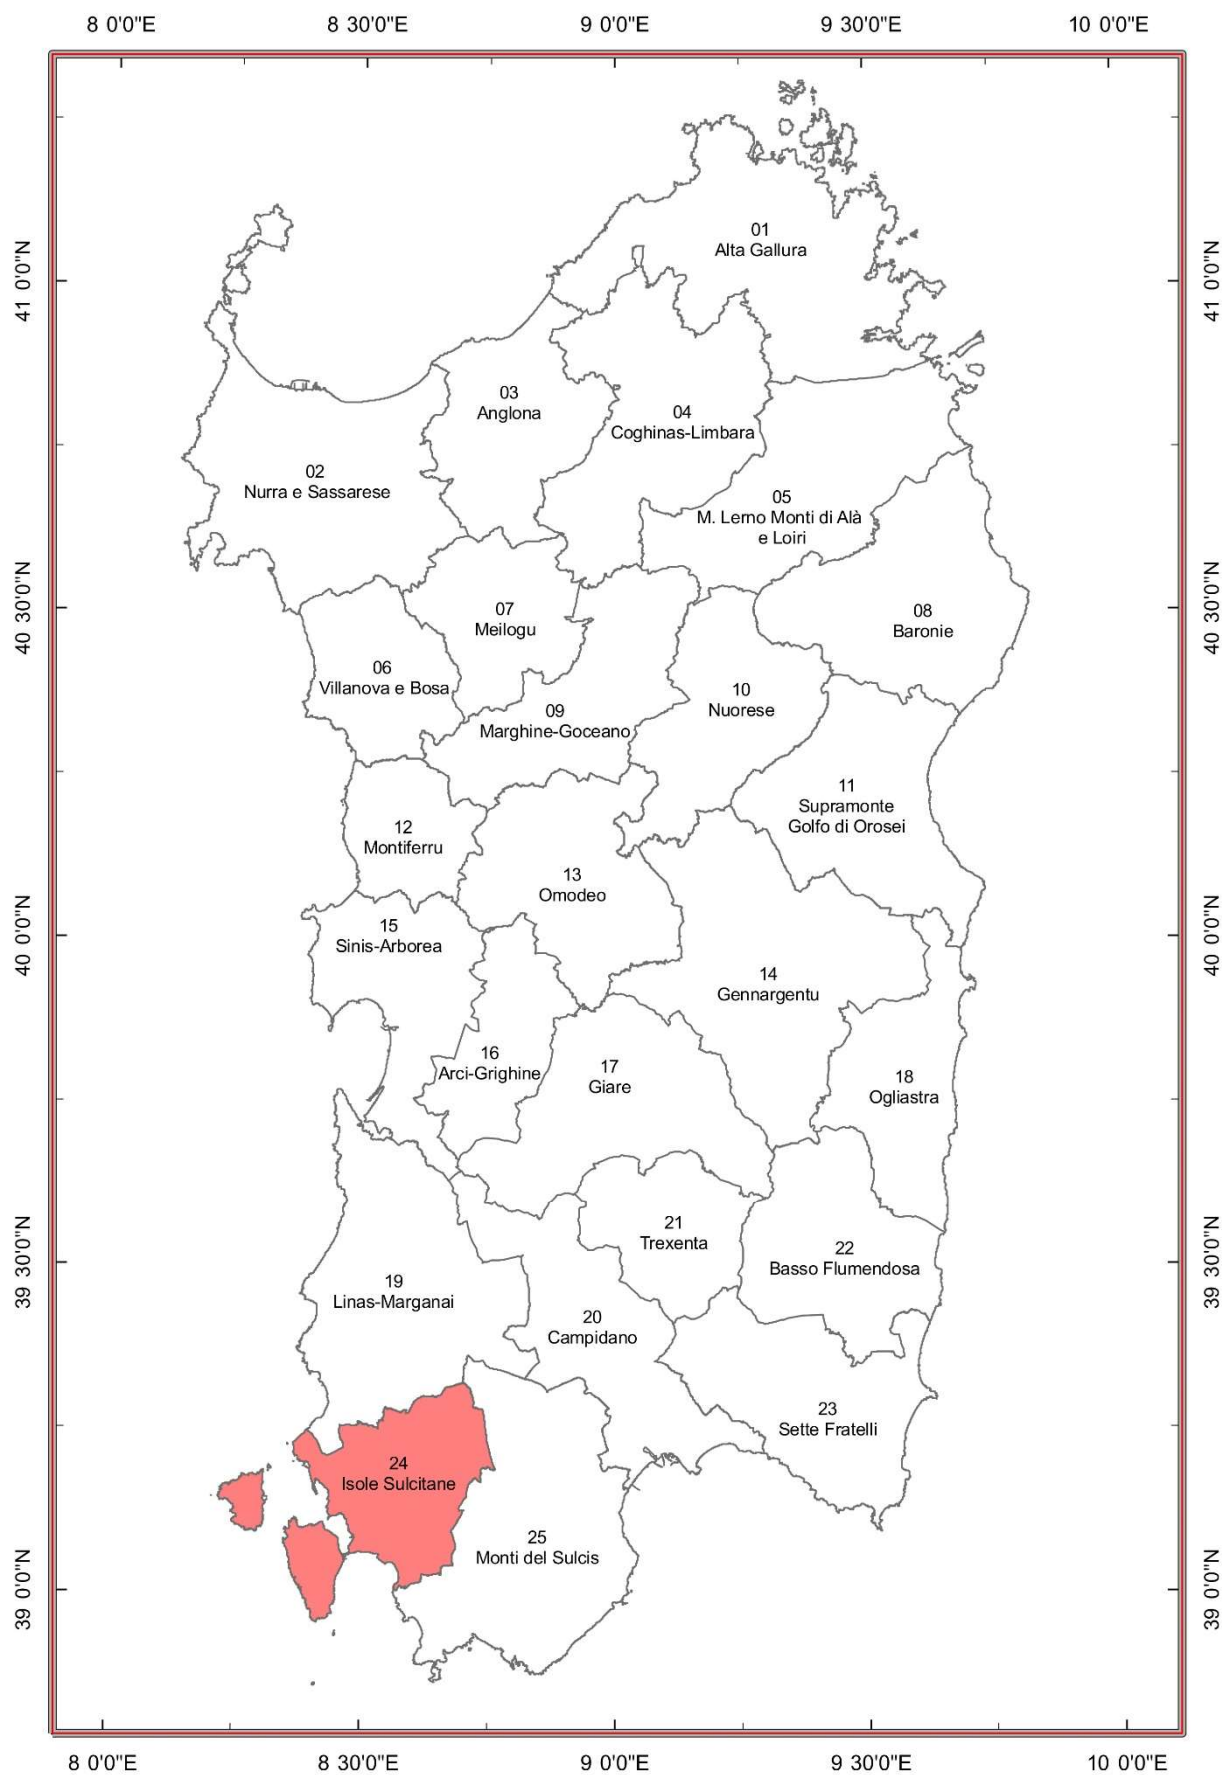 8 0'0"E
8 30'0"E
9 0'0"E
9 30'0"E
10 0'0"E
01
Alta Gallura
41 0'0"N
41 0'0"N
03
Anglona
04
Coghinas-Limbara
02
Nurra e Sassarese
05
M. Lerno Monti di Alà
e Loiri
40 30'0"N
40 30'0"N
07
Meilogu
08
Baronie
06
Villanova e Bosa
10
Nuorese
09
Marghine-Goceano
11
Supramonte
Golfo di Orosei
12
Montiferru
13
Omodeo
15
Sinis-Arborea
40 0'0"N
40 0'0"N
14
Gennargentu
16
Arci-Grighine
17
Giare
18
Ogliastra
21
Trexenta
22
Basso Flumendosa
39 30'0"N
39 30'0"N
19
Linas-Marganai
20
Campidano
23
Sette Fratelli
24
Isole Sulcitane
25
Monti del Sulcis
39 0'0"N
39 0'0"N
8 0'0"E
8 30'0"E
9 0'0"E
9 30'0"E
10 0'0"E